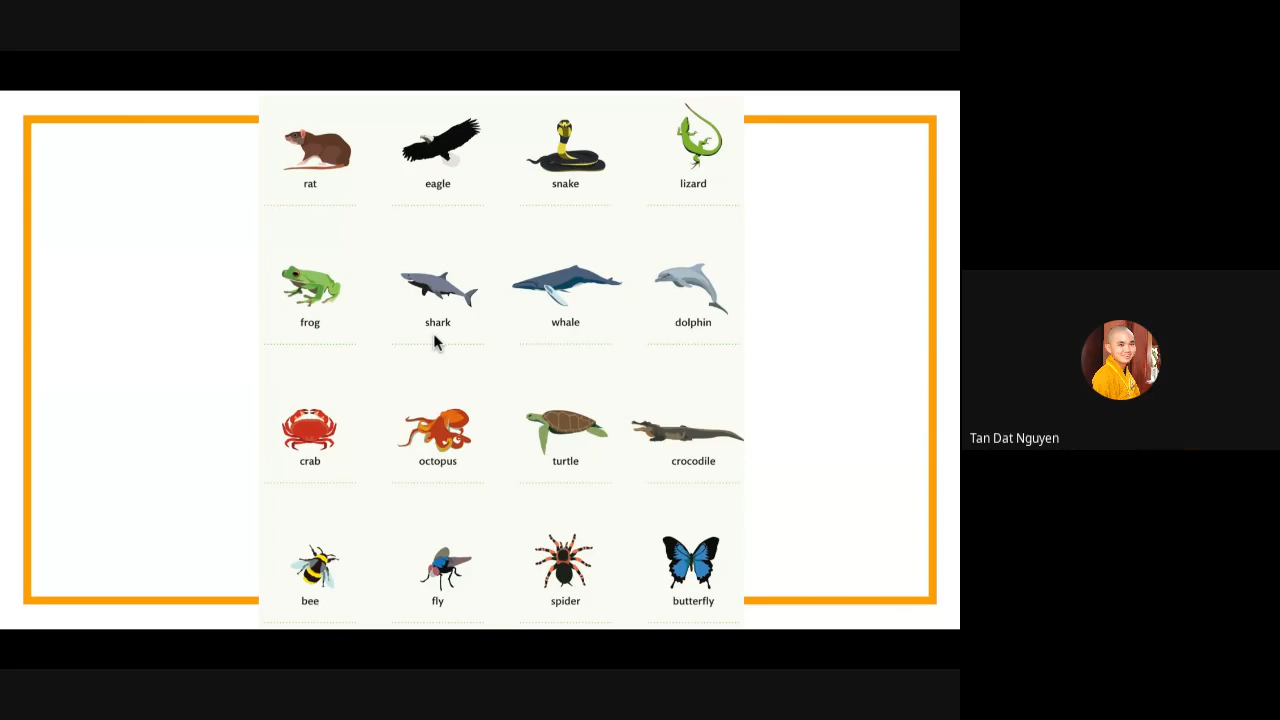 rat eagle snake lizard
frog shark whale dolphin
crab octopus turtle crocodile
Tan Dat Nguyen
bee fly spider butterfly